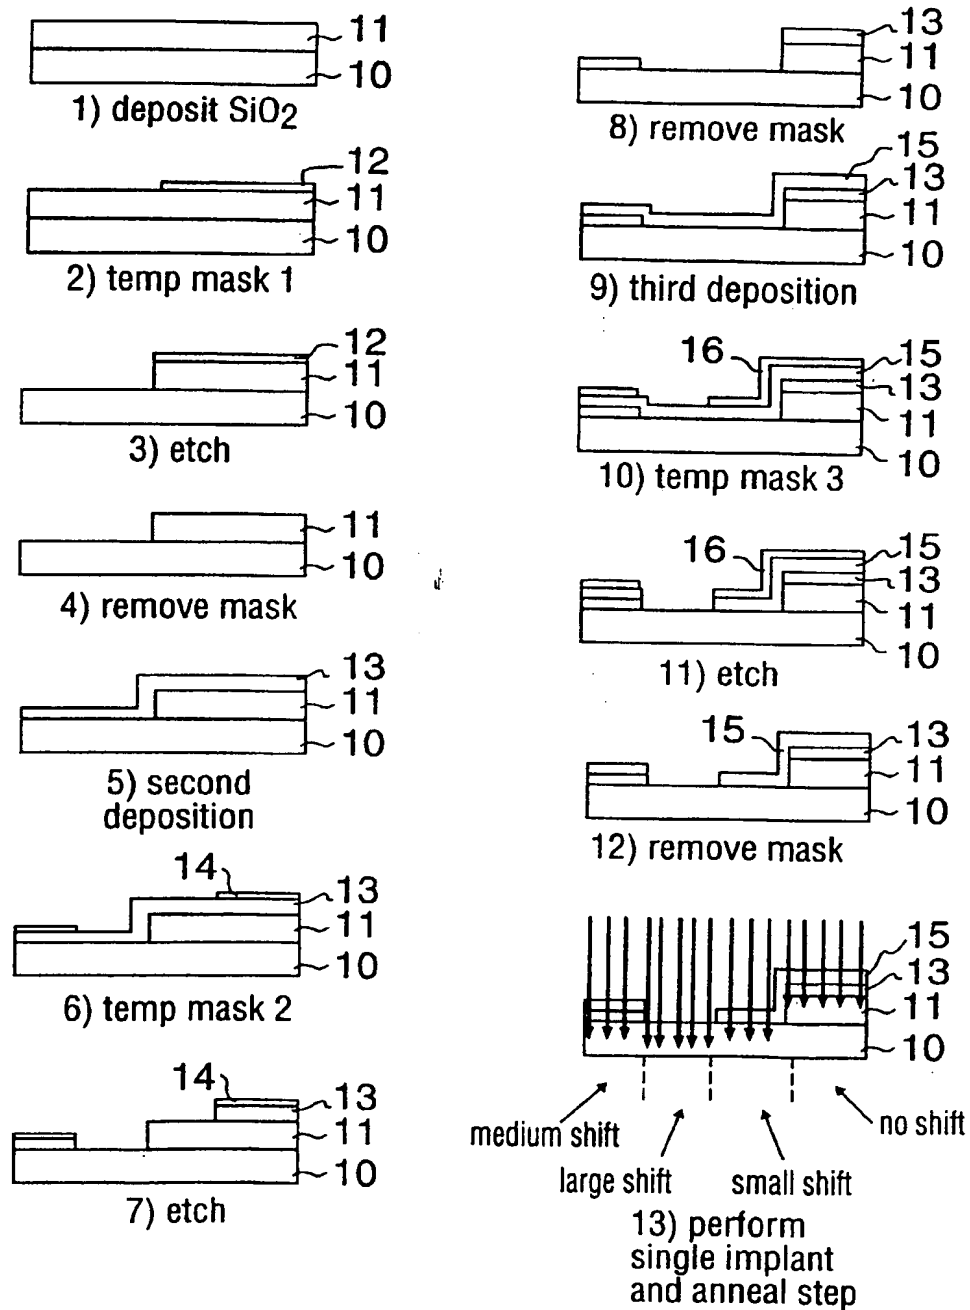 11
10
1) deposit SiO2
12
11
10
2) temp mask 1
12
11
10
3) etch
11
10
4) remove mask
13
11
10
5) second
deposition
14
13
11
10
6) temp mask 2
14
13
11
10
7) etch
13
11
10
8) remove mask
15
13
11
10
9) third deposition
16
15
13
11
10
10) temp mask 3
16
15
13
11
10
11) etch
15
13
11
10
12) remove mask
15
13
11
10
medium shift
no shift
large shift
small shift
13) perform
single implant
and anneal step